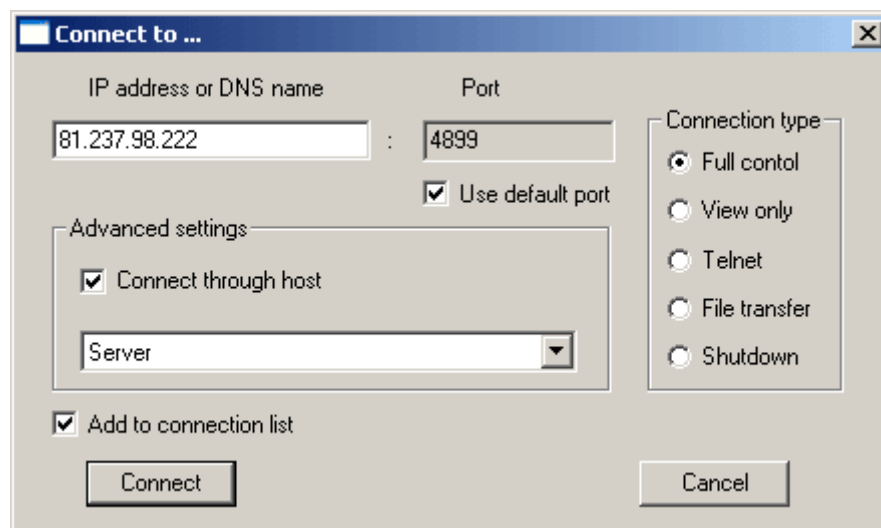 Connect to ...
IP address or DNS name
Port
81.237.98.222 : 4899
Use default port
Advanced settings
Connect through host
Server
Add to connection list
Connection type
Full contol
View only
Telnet
File transfer
Shutdown
Connect
Cancel